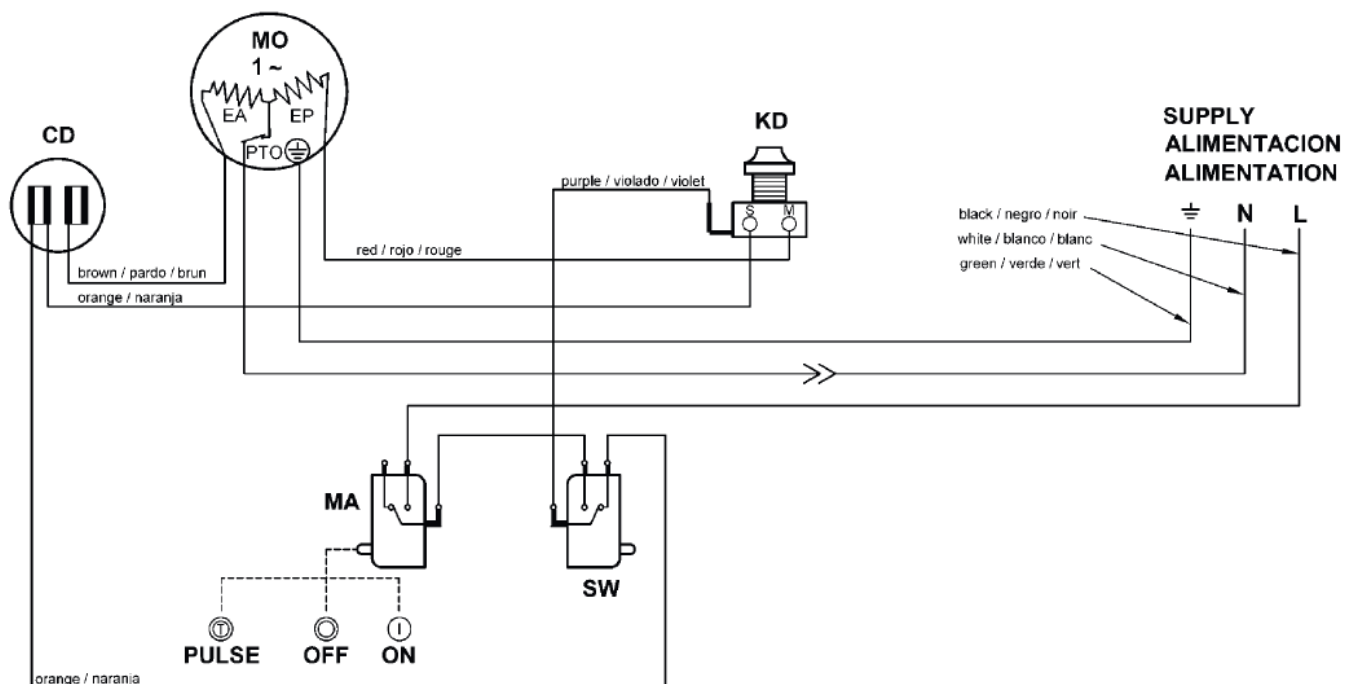 MO
1 ~
EA
EP
PTO
CD
KD
S M
SUPPLY
ALIMENTACION
ALIMENTATION
N L
purple / violado / violet
black / negro / noir
white / blanco / blanc
green / verde / vert
red / rojo / rouge
brown / pardo / brun
orange / naranja
MA
SW
T
I
PULSE OFF ON
orange / naranja